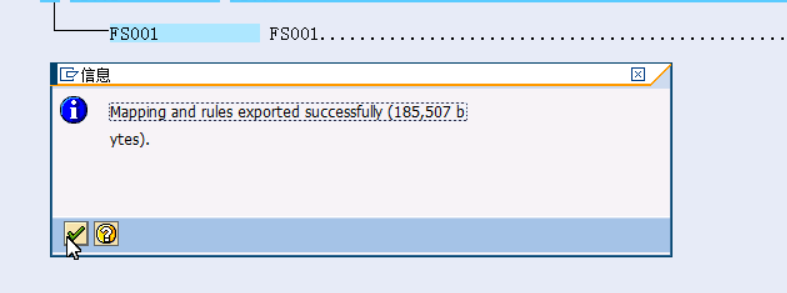 FS001 FS001................................................
信息
Mapping and rules exported successfully (185,507 b
ytes).